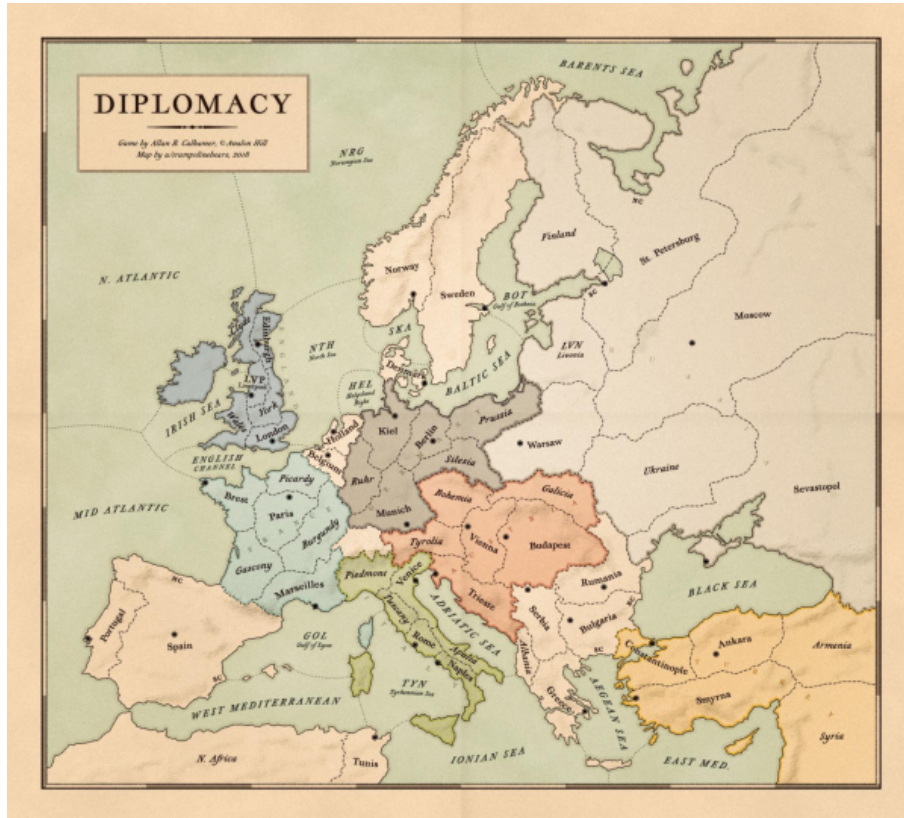 BARENTS SEA
DIPLOMACY
Game by Allan B. Calhamer, © Avalon Hill
Map by u/trampolinebears, 2018
NRG
Norwegian Sea
NC
Finland
St. Petersburg
N. ATLANTIC
Norway
Sweden
BOT
Gulf of Bothnia
SC
Moscow
Clyde
Edinburgh
SKA
NTH
North Sea
LVN
Livonia
Denmark
BALTIC SEA
LVP
Liverpool
HEL
Helgoland
Bight
IRISH SEA
Wales
York
London
Holland
Kiel
Berlin
Prussia
Warsaw
ENGLISH
CHANNEL
Belgium
Ruhr
Silesia
Ukraine
Sevastopol
Picardy
Brest
Paris
Munich
Bohemia
Galicia
MID ATLANTIC
Burgundy
Tyrolia
Vienna
Budapest
Gascony
Marseilles
Piedmont
Venice
Trieste
Rumania
BLACK SEA
NC
Portugal
Spain
SC
GOL
Gulf of Lyon
Tuscany
Rome
Apulia
Naples
ADRIATIC SEA
Serbia
Bulgaria
EC
SC
Albania
Constantinople
Ankara
Armenia
TYN
Tyrrhenian Sea
Greece
AEGEAN SEA
Smyrna
WEST MEDITERRANEAN
Syria
N. Africa
Tunis
IONIAN SEA
EAST MED.